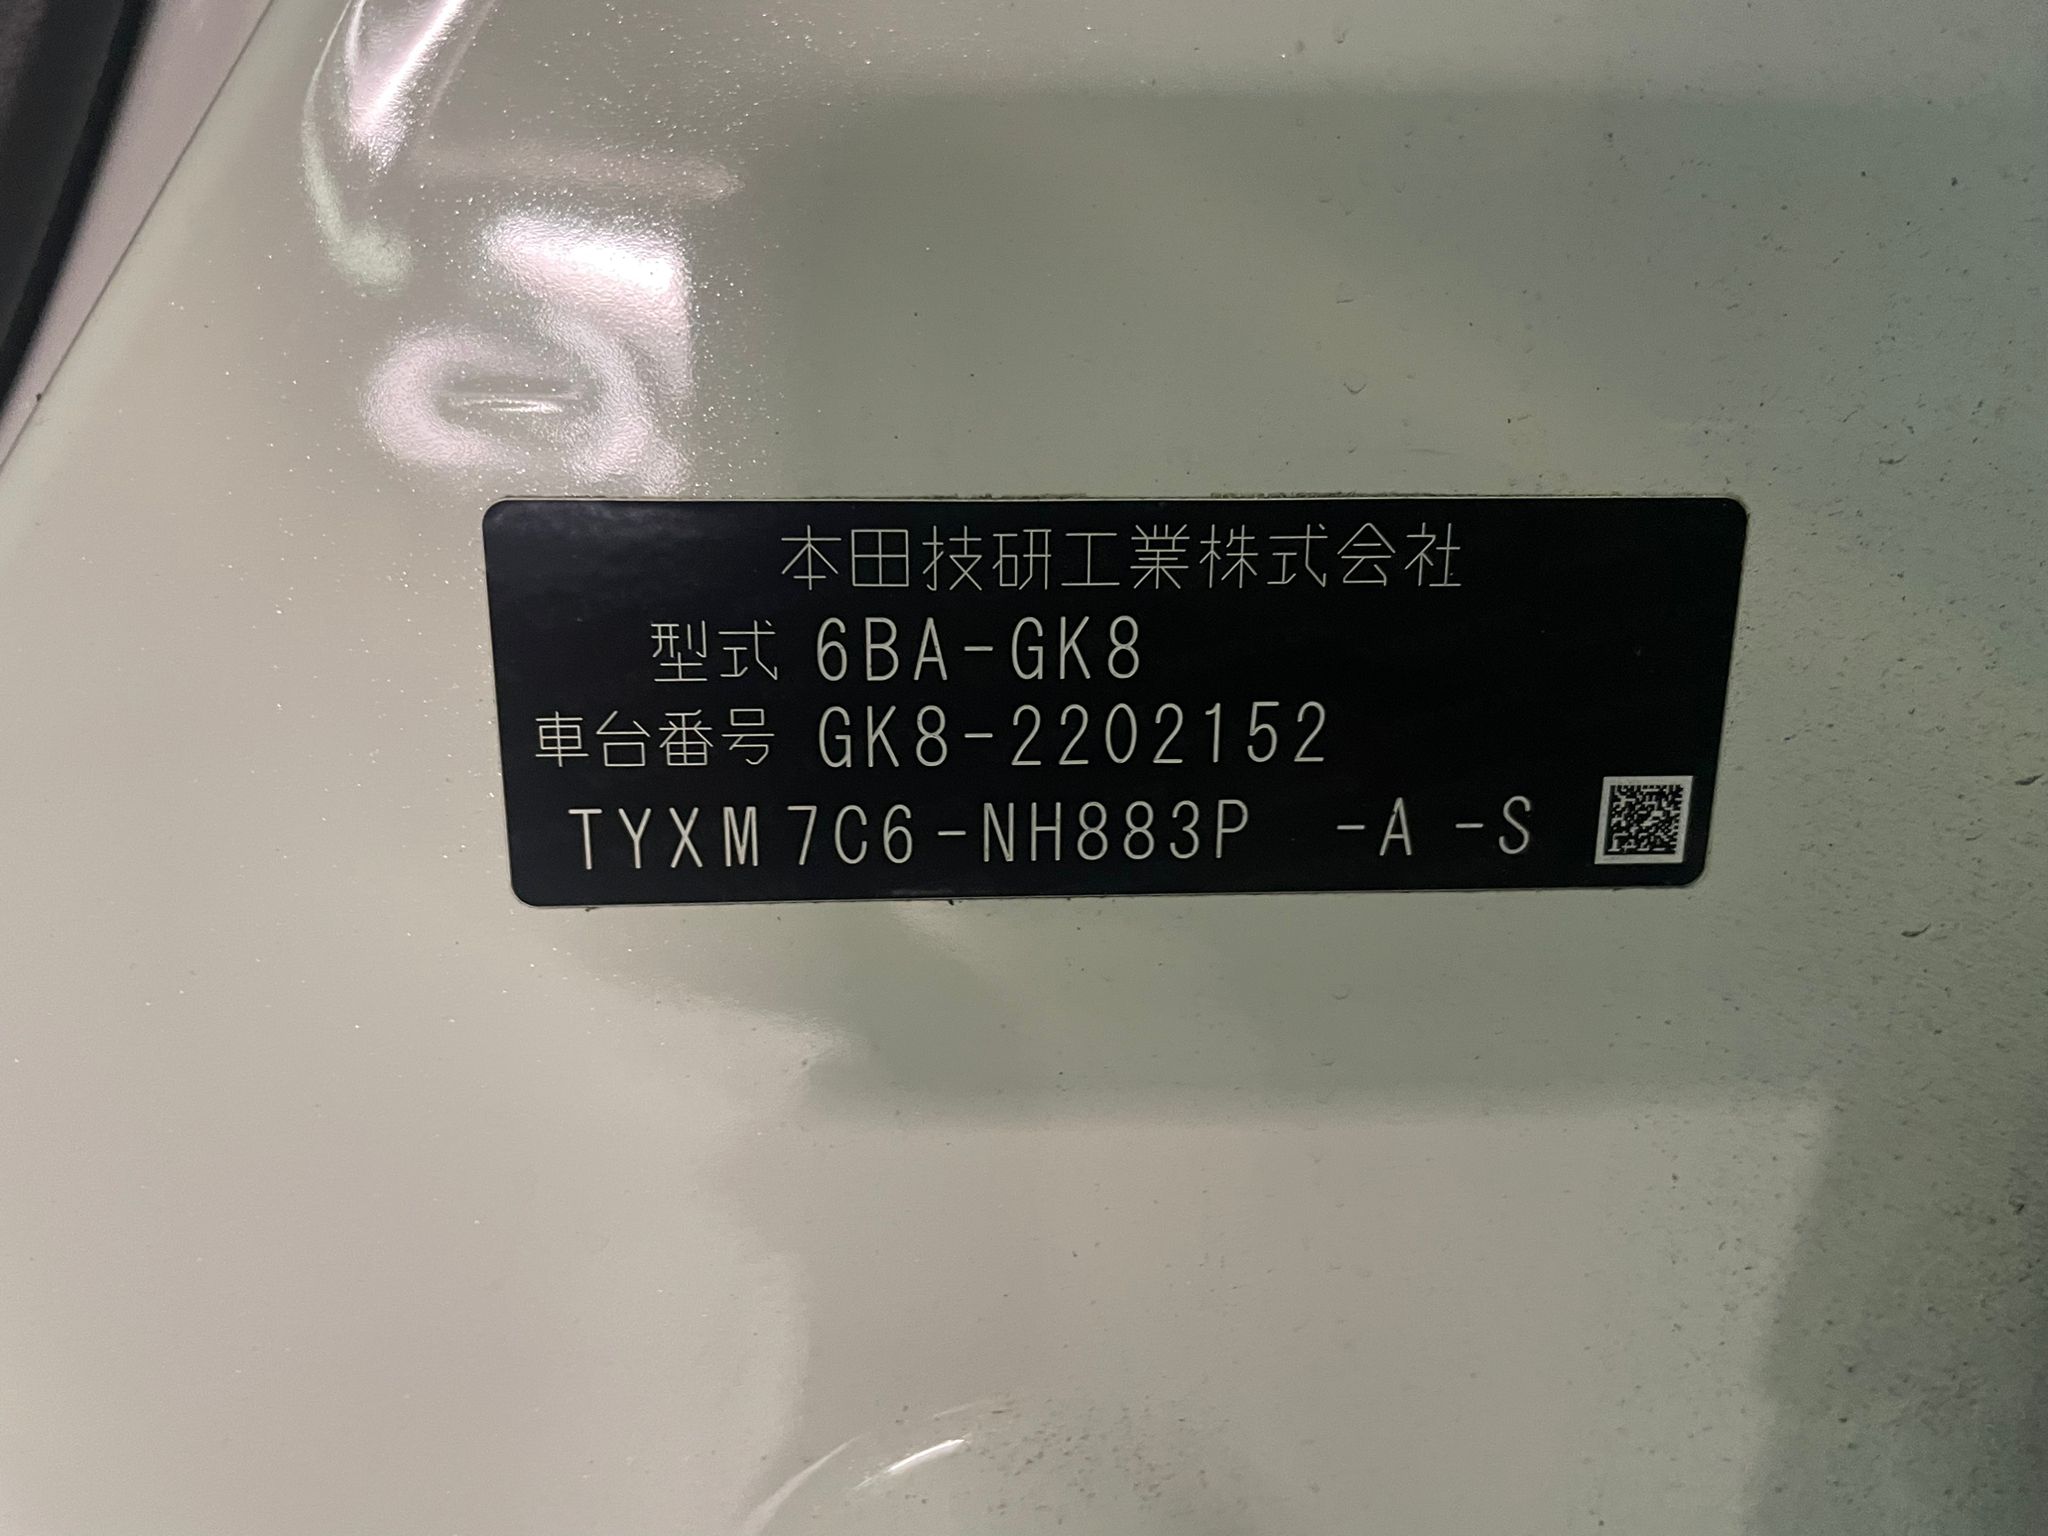 本田技研工業株式会社
型式 6BA-GK8
車台番号 GK8-2202152
TYXM7C6-NH883P -A -S